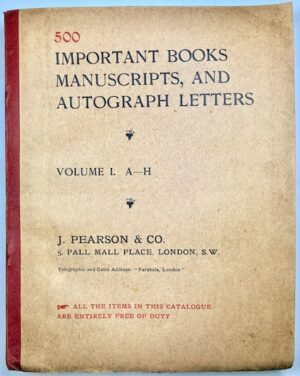 500
IMPORTANT BOOKS
MANUSCRIPTS, AND
AUTOGRAPH LETTERS
VOLUME I. A—H
J. PEARSON & CO.
5, PALL MALL PLACE, LONDON, S.W.
Telegraphic and Cable Address: "Parabola, London"
☛ ALL THE ITEMS IN THIS CATALOGUE
ARE ENTIRELY FREE OF DUTY